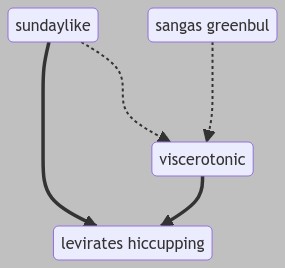 sundaylike
sangas greenbul
viscerotonic
levirates hiccupping